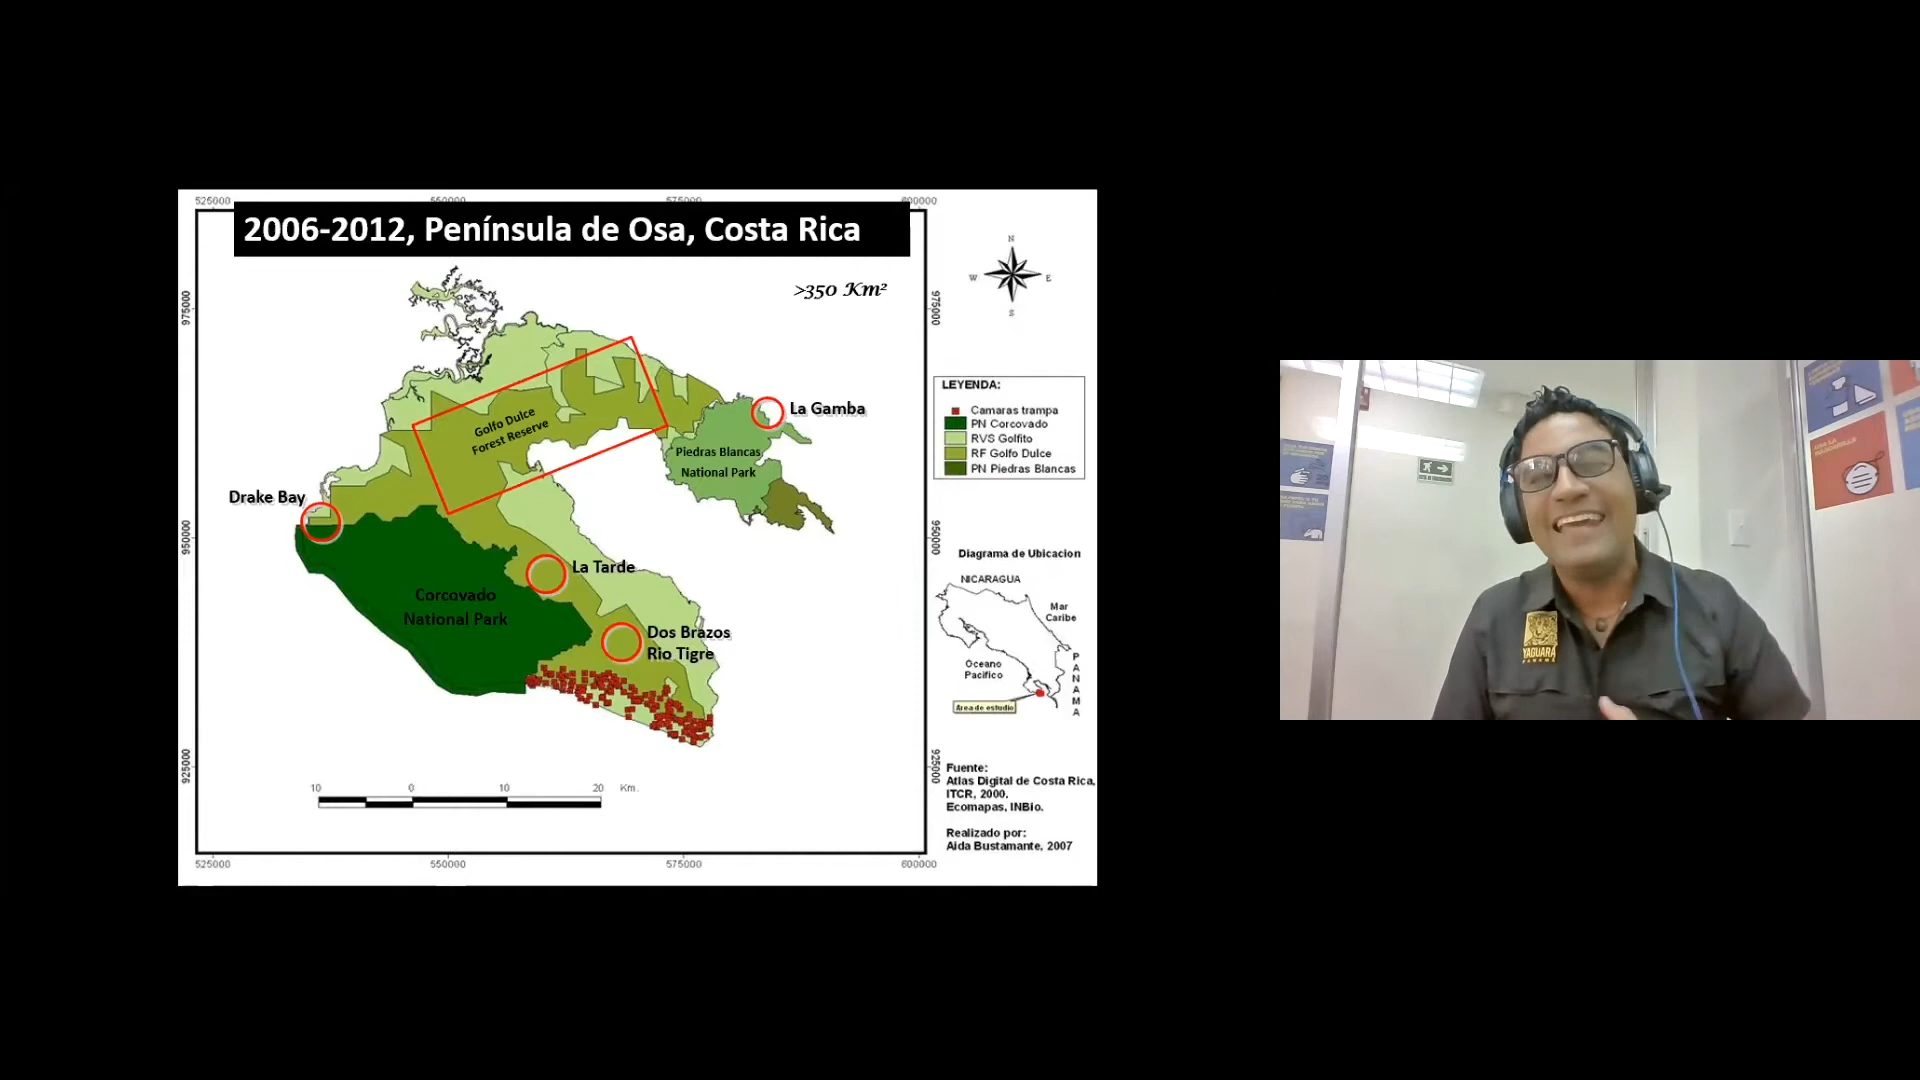 525000
550000
575000
600000
2006-2012, Península de Osa, Costa Rica
>350 Km²
N
W
E
S
975000
975000
LEYENDA:
Camaras trampa
PN Corcovado
RVS Golfito
RF Golfo Dulce
PN Piedras Blancas
La Gamba
Golfo Dulce
Forest Reserve
Piedras Blancas
National Park
Drake Bay
950000
950000
La Tarde
Corcovado
National Park
Dos Brazos
Rio Tigre
Diagrama de Ubicacion
NICARAGUA
Mar
Caribe
Oceano
Pacifico
PANAMA
Area de estudio
925000
925000
10
0
10
20
Km.
Fuente:
Atlas Digital de Costa Rica,
ITCR, 2000.
Ecomapas, INBio.
Realizado por:
Aida Bustamante, 2007
525000
550000
575000
600000
YAGUARÁ
PANAMÁ